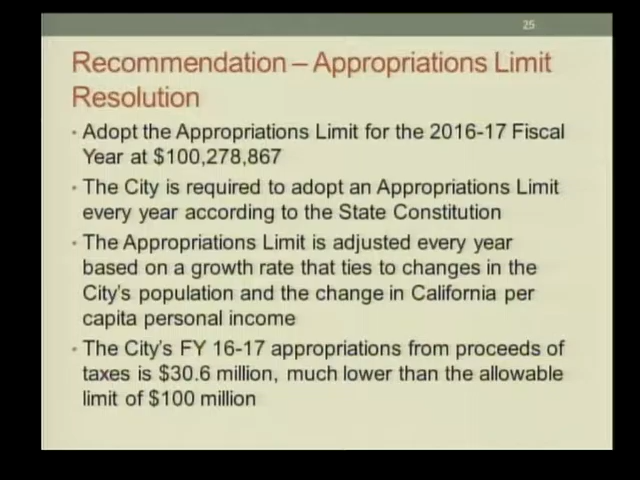 25
Recommendation – Appropriations Limit
Resolution
• Adopt the Appropriations Limit for the 2016-17 Fiscal
Year at $100,278,867
• The City is required to adopt an Appropriations Limit
every year according to the State Constitution
• The Appropriations Limit is adjusted every year
based on a growth rate that ties to changes in the
City's population and the change in California per
capita personal income
• The City's FY 16-17 appropriations from proceeds of
taxes is $30.6 million, much lower than the allowable
limit of $100 million